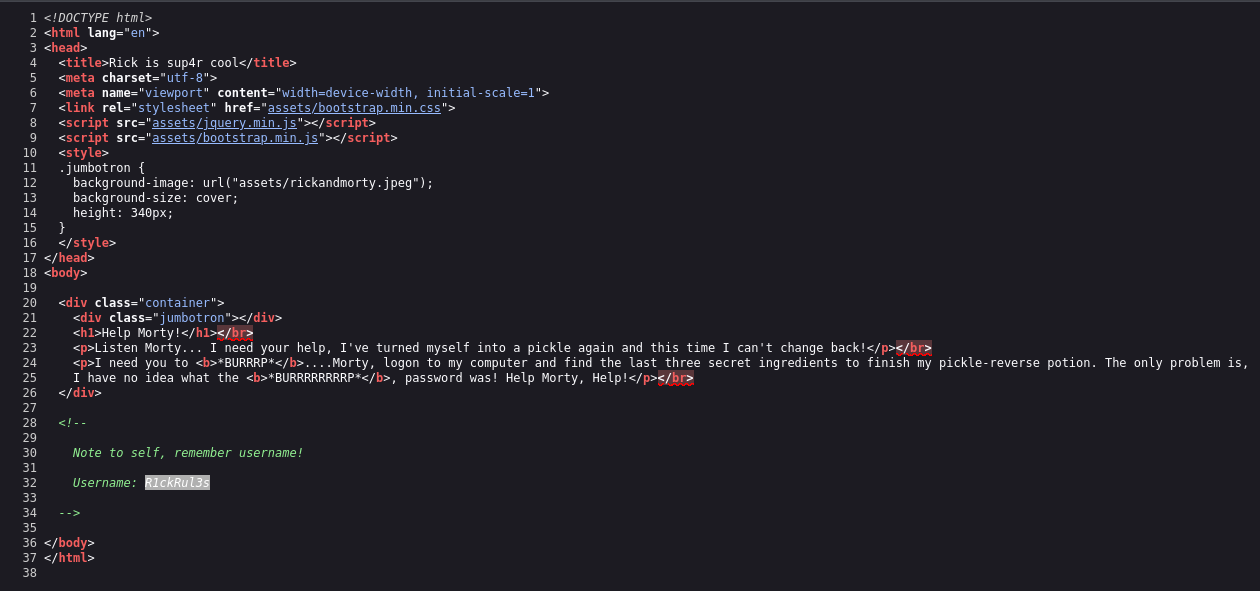 1 <!DOCTYPE html>
2 <html lang="en">
3 <head>
4   <title>Rick is sup4r cool</title>
5   <meta charset="utf-8">
6   <meta name="viewport" content="width=device-width, initial-scale=1">
7   <link rel="stylesheet" href="assets/bootstrap.min.css">
8   <script src="assets/jquery.min.js"></script>
9   <script src="assets/bootstrap.min.js"></script>
10   <style>
11   .jumbotron {
12     background-image: url("assets/rickandmorty.jpeg");
13     background-size: cover;
14     height: 340px;
15   }
16   </style>
17 </head>
18 <body>
19
20   <div class="container">
21     <div class="jumbotron"></div>
22     <h1>Help Morty!</h1></br>
23     <p>Listen Morty... I need your help, I've turned myself into a pickle again and this time I can't change back!</p></br>
24     <p>I need you to <b>*BURRRP*</b>....Morty, logon to my computer and find the last three secret ingredients to finish my pickle-reverse potion. The only problem is,
25     I have no idea what the <b>*BURRRRRRRRP*</b>, password was! Help Morty, Help!</p></br>
26   </div>
27
28   <!--
29
30     Note to self, remember username!
31
32     Username: R1ckRul3s
33
34   -->
35
36 </body>
37 </html>
38